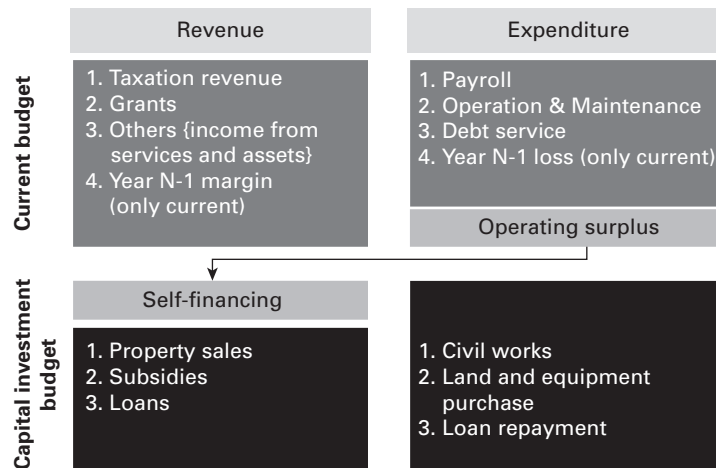 Revenue
Expenditure
Current budget
1. Taxation revenue
2. Grants
3. Others {income from
services and assets}
4. Year N-1 margin
(only current)
1. Payroll
2. Operation & Maintenance
3. Debt service
4. Year N-1 loss (only current)
Operating surplus
Capital investment
budget
Self-financing
1. Property sales
2. Subsidies
3. Loans
1. Civil works
2. Land and equipment
purchase
3. Loan repayment